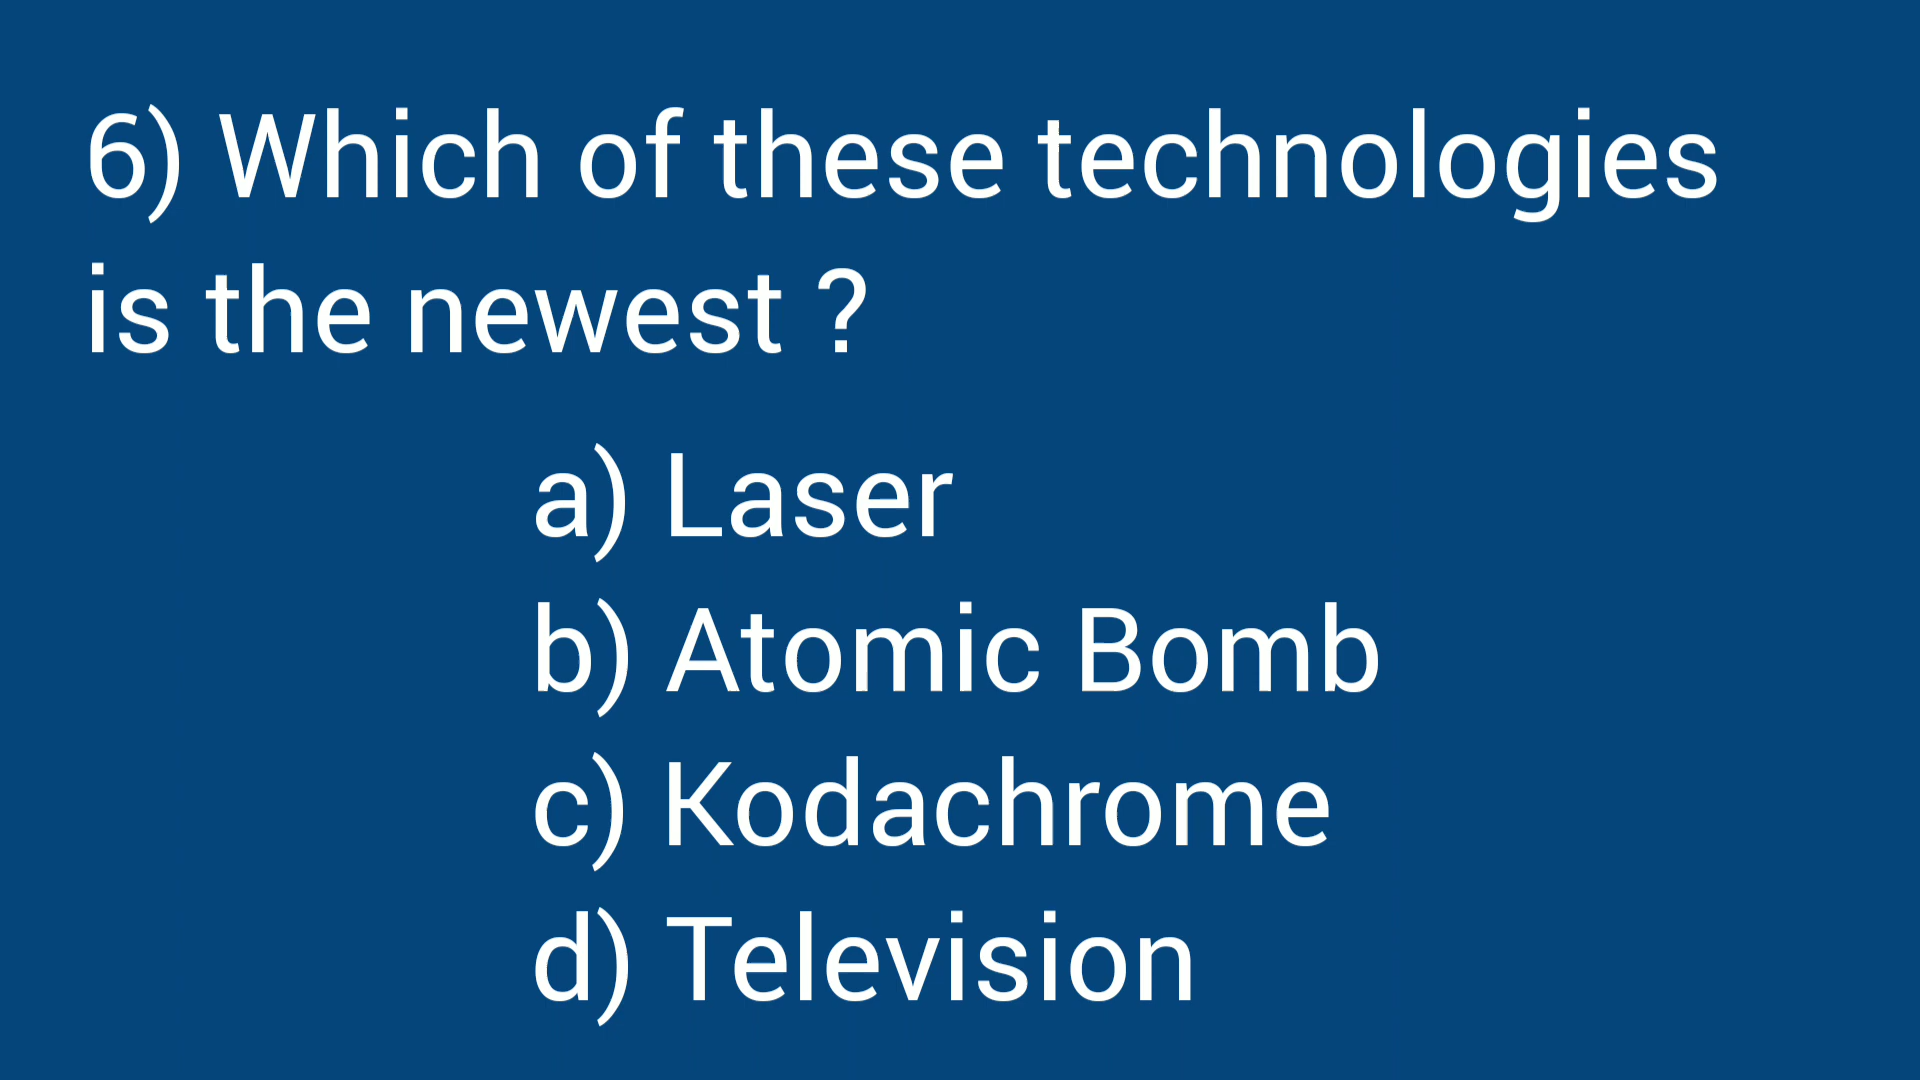 6) Which of these technologies
is the newest ?
a) Laser
b) Atomic Bomb
c) Kodachrome
d) Television